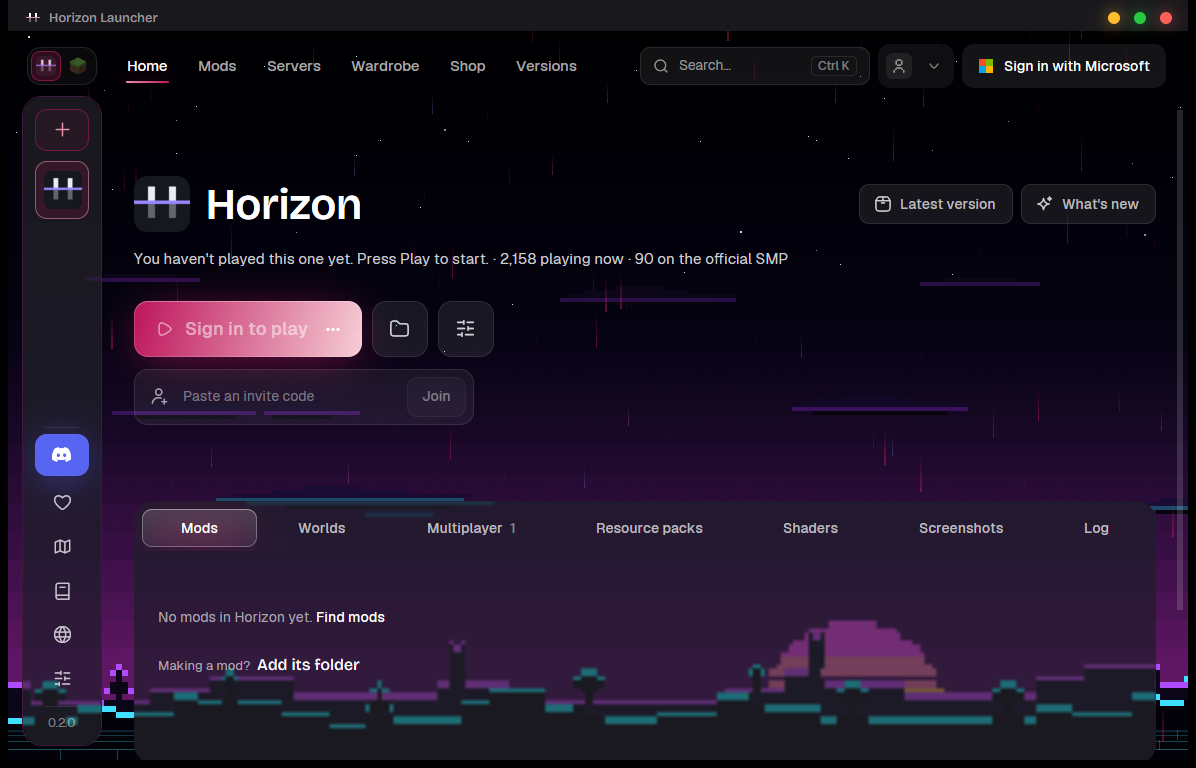 Horizon Launcher
Home Mods Servers Wardrobe Shop Versions Search... Ctrl K Sign in with Microsoft
Horizon Latest version What's new
You haven't played this one yet. Press Play to start. · 2,158 playing now · 90 on the official SMP
Sign in to play ···
Paste an invite code Join
Mods Worlds Multiplayer 1 Resource packs Shaders Screenshots Log
No mods in Horizon yet. Find mods
Making a mod? Add its folder
0.2.0